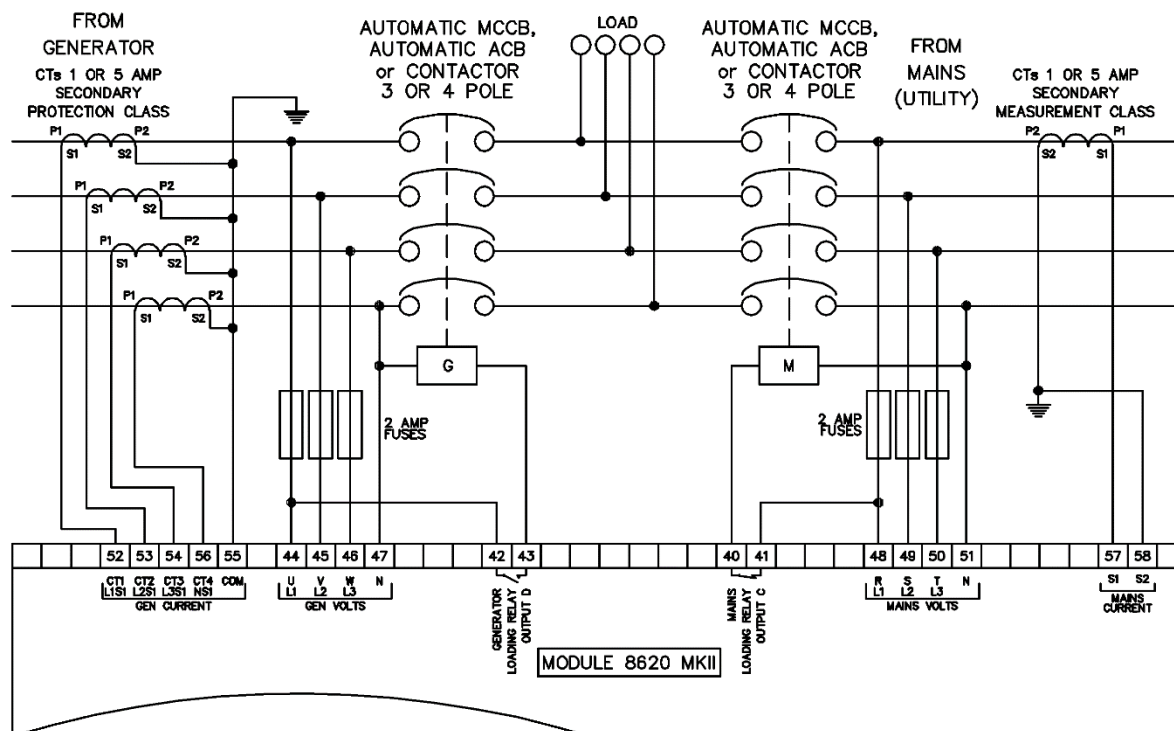 FROM
GENERATOR
CTs 1 OR 5 AMP
SECONDARY
PROTECTION CLASS
AUTOMATIC MCCB,
AUTOMATIC ACB
or CONTACTOR
3 OR 4 POLE
LOAD
AUTOMATIC MCCB,
AUTOMATIC ACB
or CONTACTOR
3 OR 4 POLE
FROM
MAINS
(UTILITY)
CTs 1 OR 5 AMP
SECONDARY
MEASUREMENT CLASS
P1 P2
S1 S2
P1 P2
S1 S2
P1 P2
S1 S2
P1 P2
S1 S2
P2 P1
S2 S1
G
M
2 AMP
FUSES
2 AMP
FUSES
52 53 54 56 55 44 45 46 47 42 43 40 41 48 49 50 51 57 58
CT1 CT2 CT3 CT4 COM
L1S1 L2S1 L3S1 NS1
GEN CURRENT
U V W N
L1 L2 L3
GEN VOLTS
GENERATOR
LOADING RELAY
OUTPUT D
MAINS
LOADING RELAY
OUTPUT C
R S T N
L1 L2 L3
MAINS VOLTS
S1 S2
MAINS
CURRENT
MODULE 8620 MKII